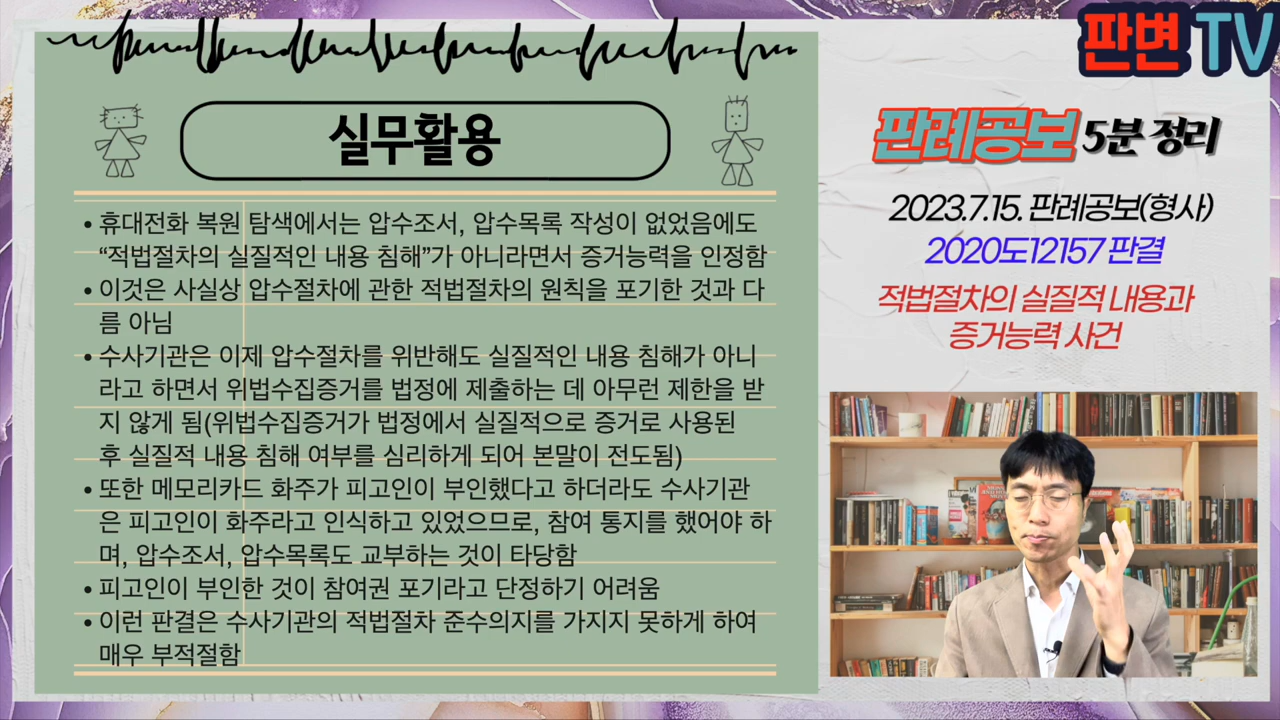 판변 TV
실무활용
• 휴대전화 복원 탐색에서는 압수조서, 압수목록 작성이 없었음에도
“적법절차의 실질적인 내용 침해”가 아니라면서 증거능력을 인정함
• 이것은 사실상 압수절차에 관한 적법절차의 원칙을 포기한 것과 다
름 아님
• 수사기관은 이제 압수절차를 위반해도 실질적인 내용 침해가 아니
라고 하면서 위법수집증거를 법정에 제출하는 데 아무런 제한을 받
지 않게 됨(위법수집증거가 법정에서 실질적으로 증거로 사용된
후 실질적 내용 침해 여부를 심리하게 되어 본말이 전도됨)
• 또한 메모리카드 화주가 피고인이 부인했다고 하더라도 수사기관
은 피고인이 화주라고 인식하고 있었으므로, 참여 통지를 했어야 하
며, 압수조서, 압수목록도 교부하는 것이 타당함
• 피고인이 부인한 것이 참여권 포기라고 단정하기 어려움
• 이런 판결은 수사기관의 적법절차 준수의지를 가지지 못하게 하여
매우 부적절함
판례공보 5분 정리
2023.7.15. 판례공보(형사)
2020도12157 판결
적법절차의 실질적 내용과
증거능력 사건